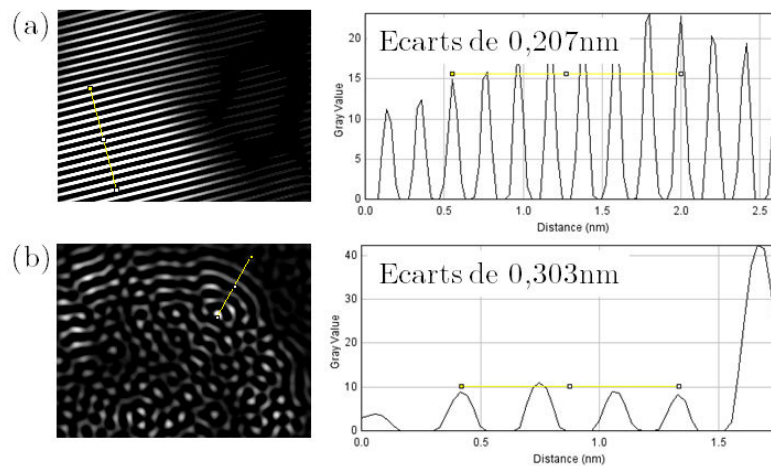 (a)
Ecarts de 0,207nm
Gray Value
20
15
10
5
0
0.0 0.5 1.0 1.5 2.0 2.5
Distance (nm)
(b)
Ecarts de 0,303nm
Gray Value
40
30
20
10
0
0.0 0.5 1.0 1.5
Distance (nm)